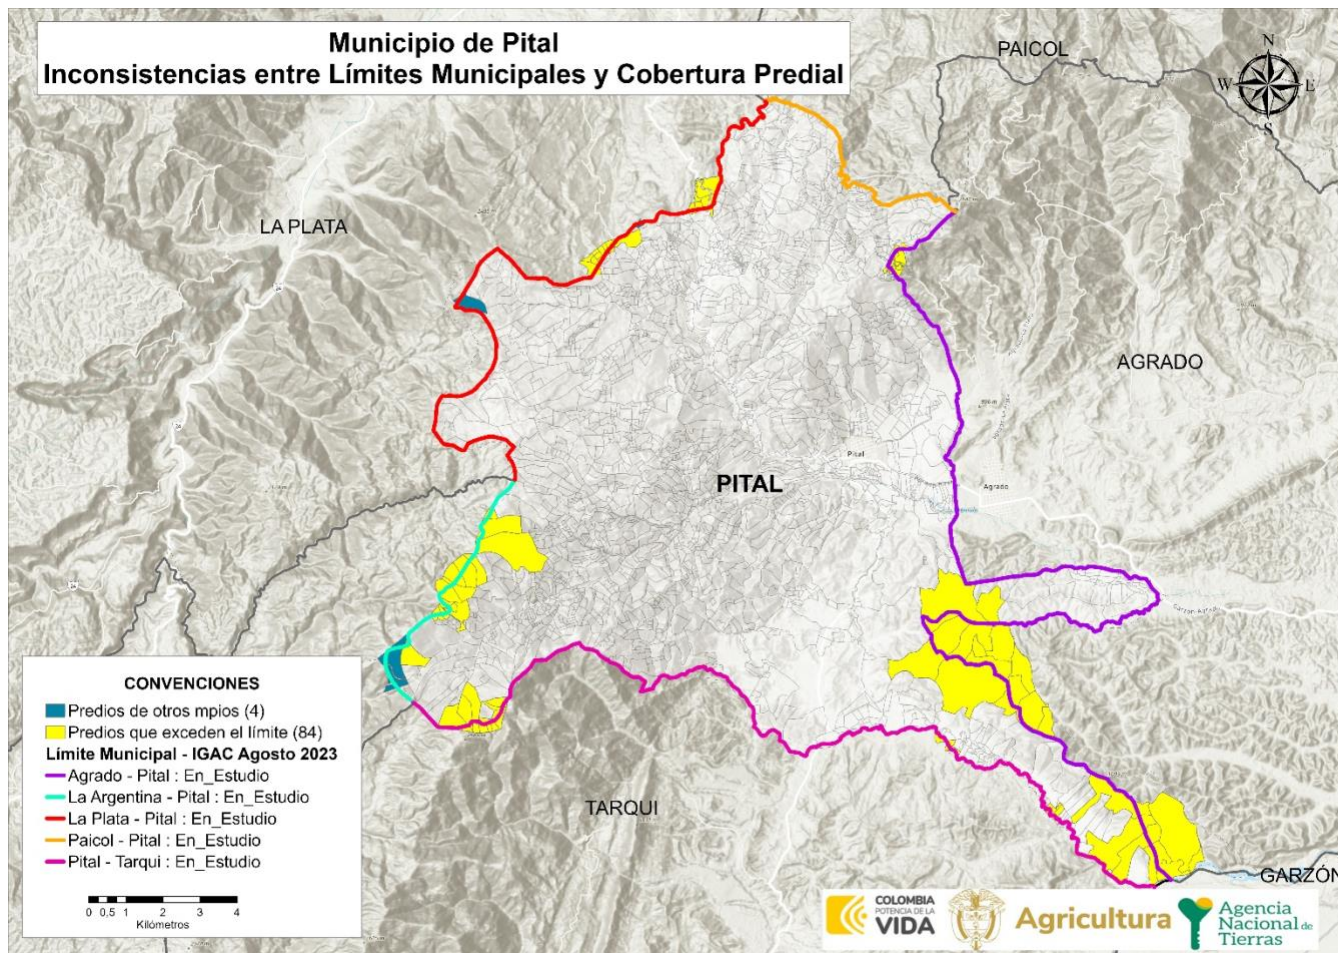 Municipio de Pital
Inconsistencias entre Límites Municipales y Cobertura Predial
PAICOL
N
W E
S
LA PLATA
AGRADO
Pital
PITAL
Agrado
TARQUI
GARZÓN
CONVENCIONES
Predios de otros mpios (4)
Predios que exceden el límite (84)
Límite Municipal - IGAC Agosto 2023
Agrado - Pital : En_Estudio
La Argentina - Pital : En_Estudio
La Plata - Pital : En_Estudio
Paicol - Pital : En_Estudio
Pital - Tarqui : En_Estudio
0 0,5 1 2 3 4
Kilómetros
COLOMBIA
POTENCIA DE LA
VIDA
Agricultura
Agencia
Nacional de
Tierras